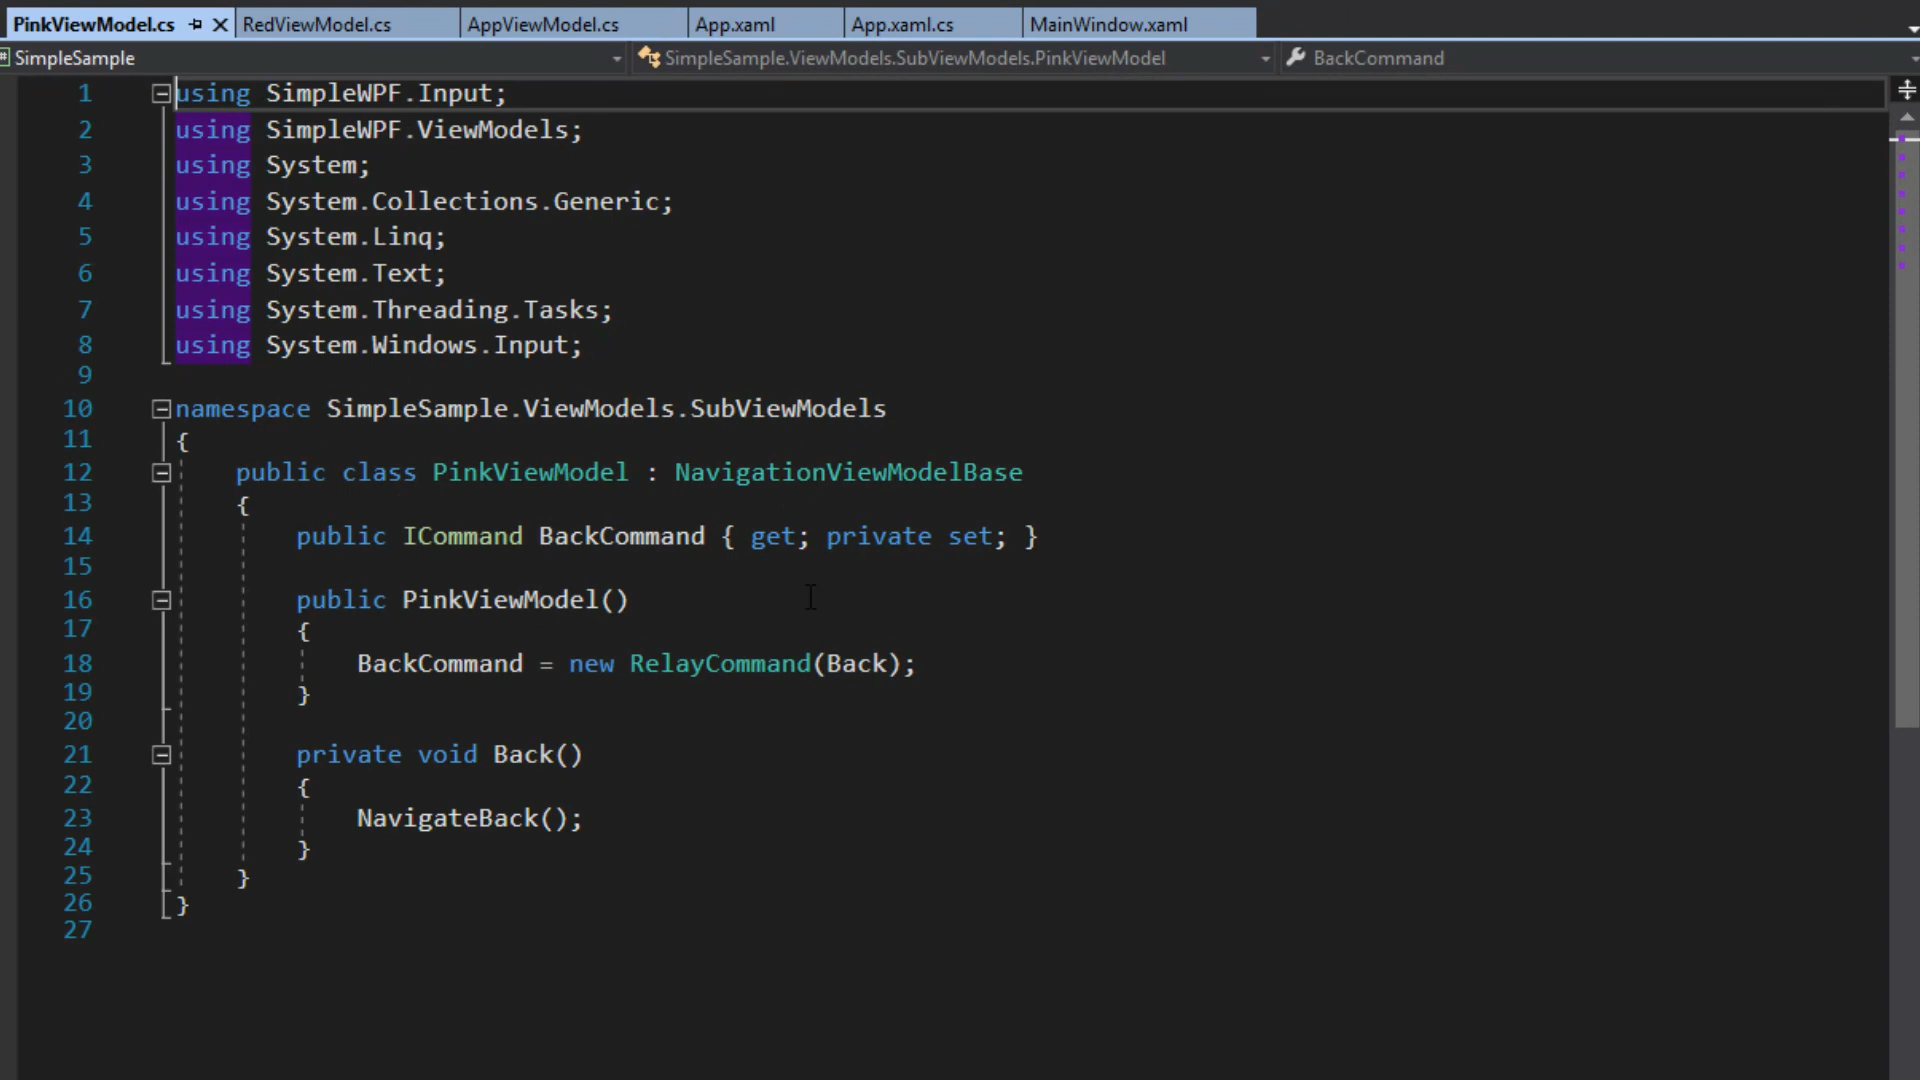 PinkViewModel.cs RedViewModel.cs AppViewModel.cs App.xaml App.xaml.cs MainWindow.xaml
SimpleSample SimpleSample.ViewModels.SubViewModels.PinkViewModel BackCommand
1 using SimpleWPF.Input;
2 using SimpleWPF.ViewModels;
3 using System;
4 using System.Collections.Generic;
5 using System.Linq;
6 using System.Text;
7 using System.Threading.Tasks;
8 using System.Windows.Input;
9
10 namespace SimpleSample.ViewModels.SubViewModels
11 {
12 public class PinkViewModel : NavigationViewModelBase
13 {
14 public ICommand BackCommand { get; private set; }
15
16 public PinkViewModel()
17 {
18 BackCommand = new RelayCommand(Back);
19 }
20
21 private void Back()
22 {
23 NavigateBack();
24 }
25 }
26 }
27